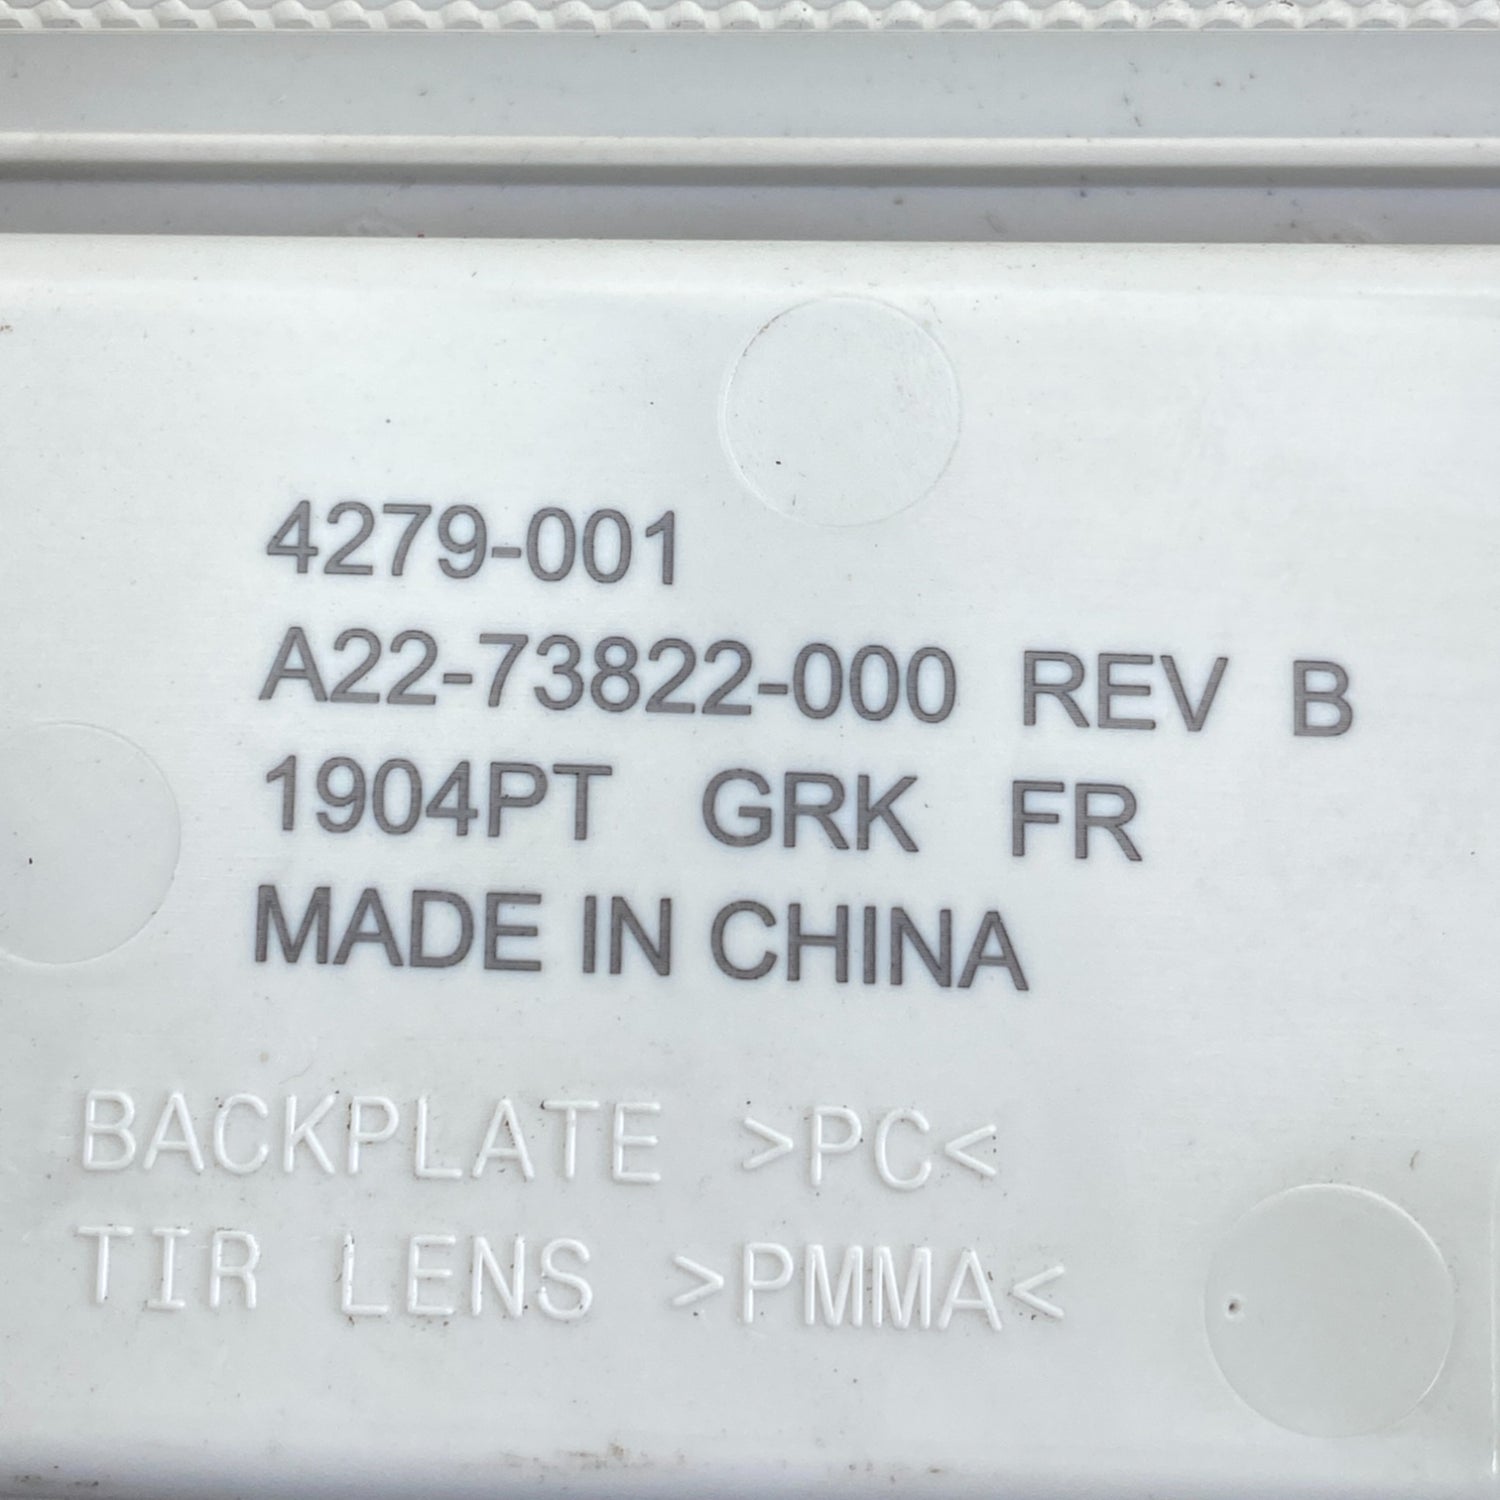 4279-001
A22-73822-000 REV B
1904PT GRK FR
MADE IN CHINA
BACKPLATE >PC<
TIR LENS >PMMA<